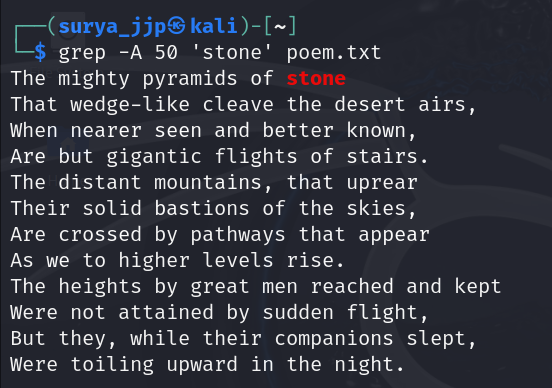 ┌──(surya_jjp㉿kali)-[~]
└─$ grep -A 50 'stone' poem.txt
The mighty pyramids of stone
That wedge-like cleave the desert airs,
When nearer seen and better known,
Are but gigantic flights of stairs.
The distant mountains, that uprear
Their solid bastions of the skies,
Are crossed by pathways that appear
As we to higher levels rise.
The heights by great men reached and kept
Were not attained by sudden flight,
But they, while their companions slept,
Were toiling upward in the night.